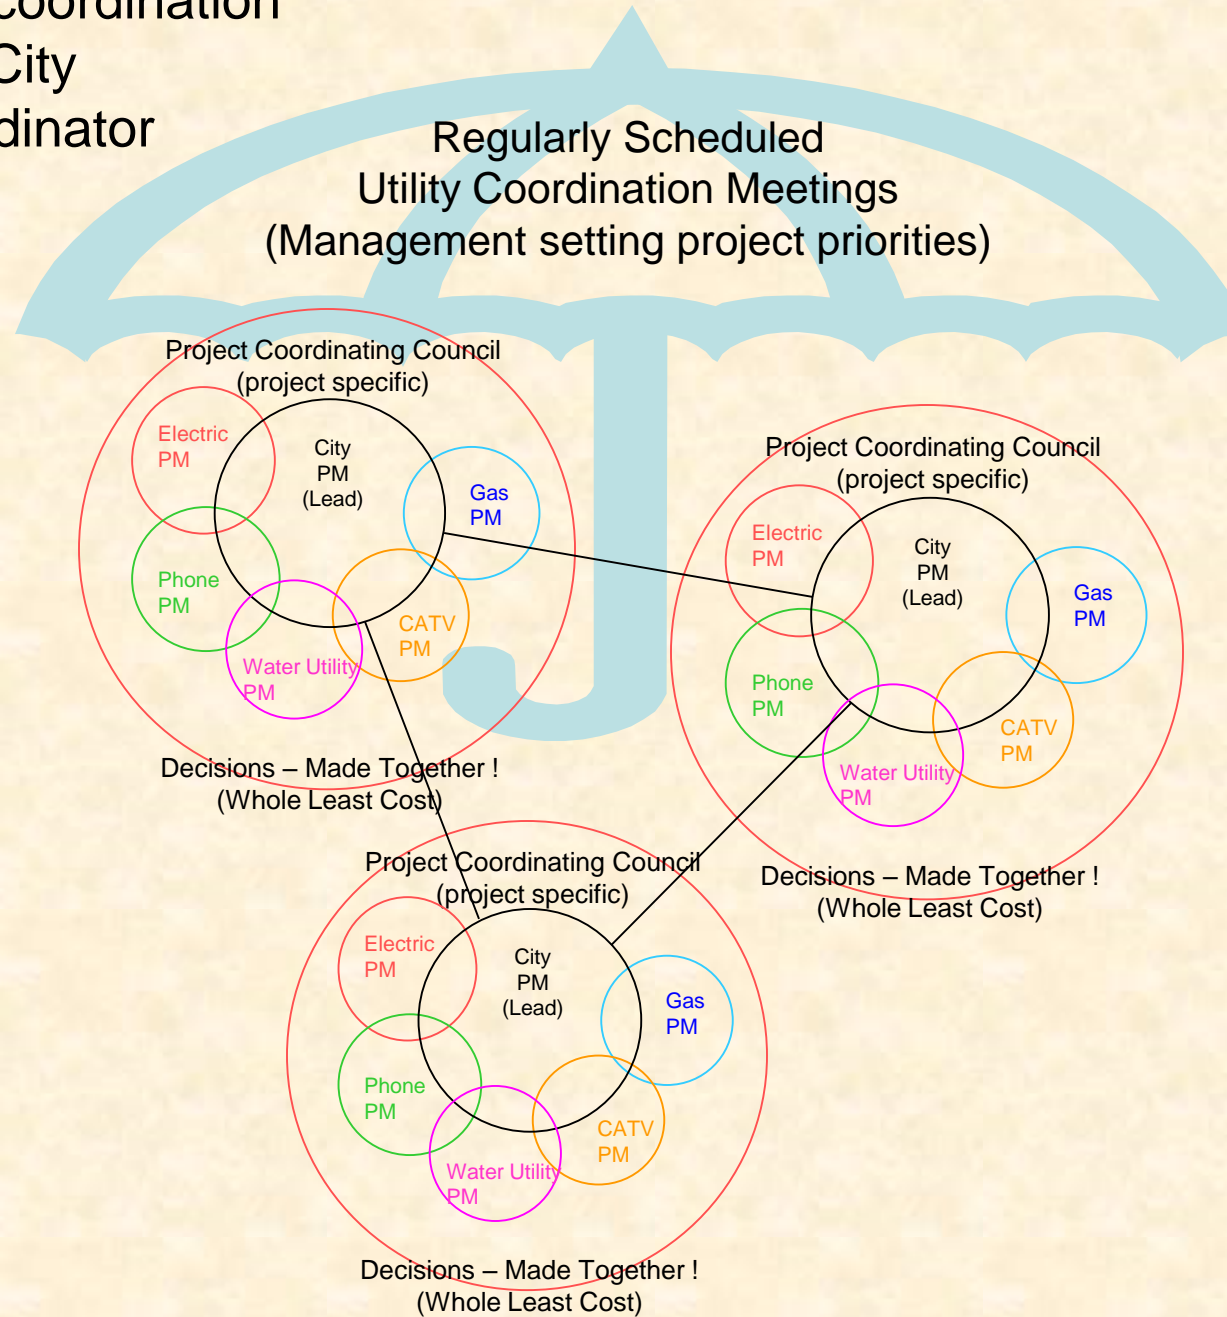 coordination
City
dinator
Regularly Scheduled
Utility Coordination Meetings
(Management setting project priorities)
Project Coordinating Council
(project specific)
Electric
PM
City
PM
(Lead)
Gas
PM
Phone
PM
CATV
PM
Water Utility
PM
Decisions – Made Together !
(Whole Least Cost)
Project Coordinating Council
(project specific)
Electric
PM
City
PM
(Lead)
Gas
PM
Phone
PM
CATV
PM
Water Utility
PM
Decisions – Made Together !
(Whole Least Cost)
Project Coordinating Council
(project specific)
Electric
PM
City
PM
(Lead)
Gas
PM
Phone
PM
CATV
PM
Water Utility
PM
Decisions – Made Together !
(Whole Least Cost)